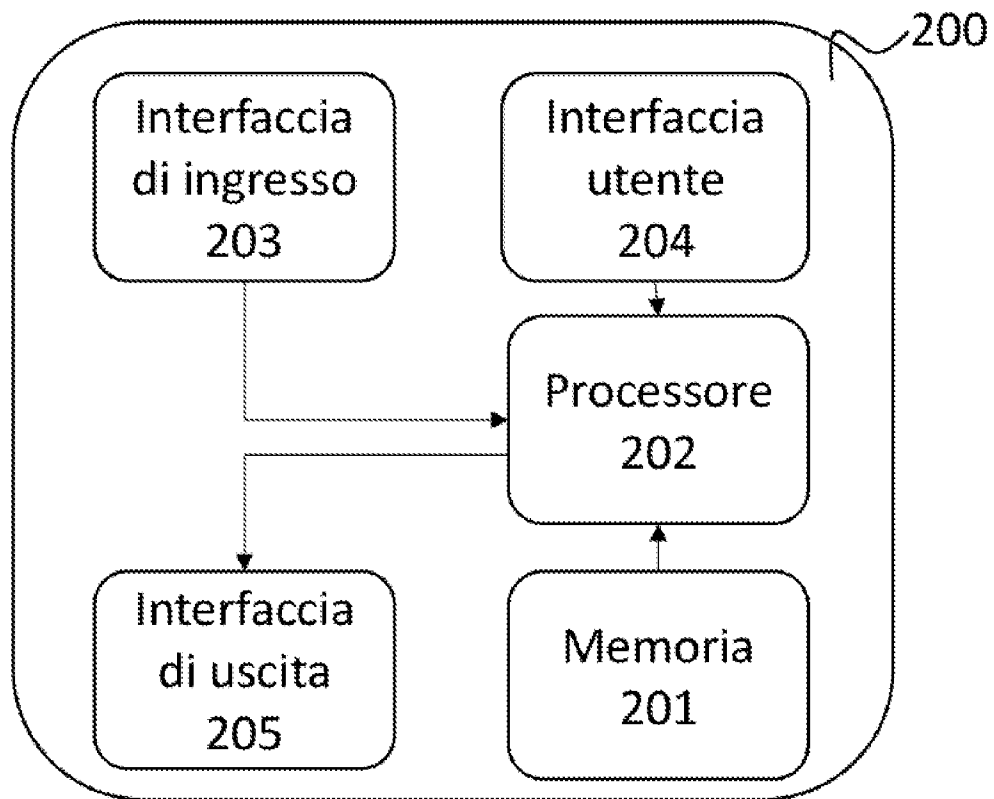 200
Interfaccia
di ingresso
203
Interfaccia
utente
204
Processore
202
Interfaccia
di uscita
205
Memoria
201